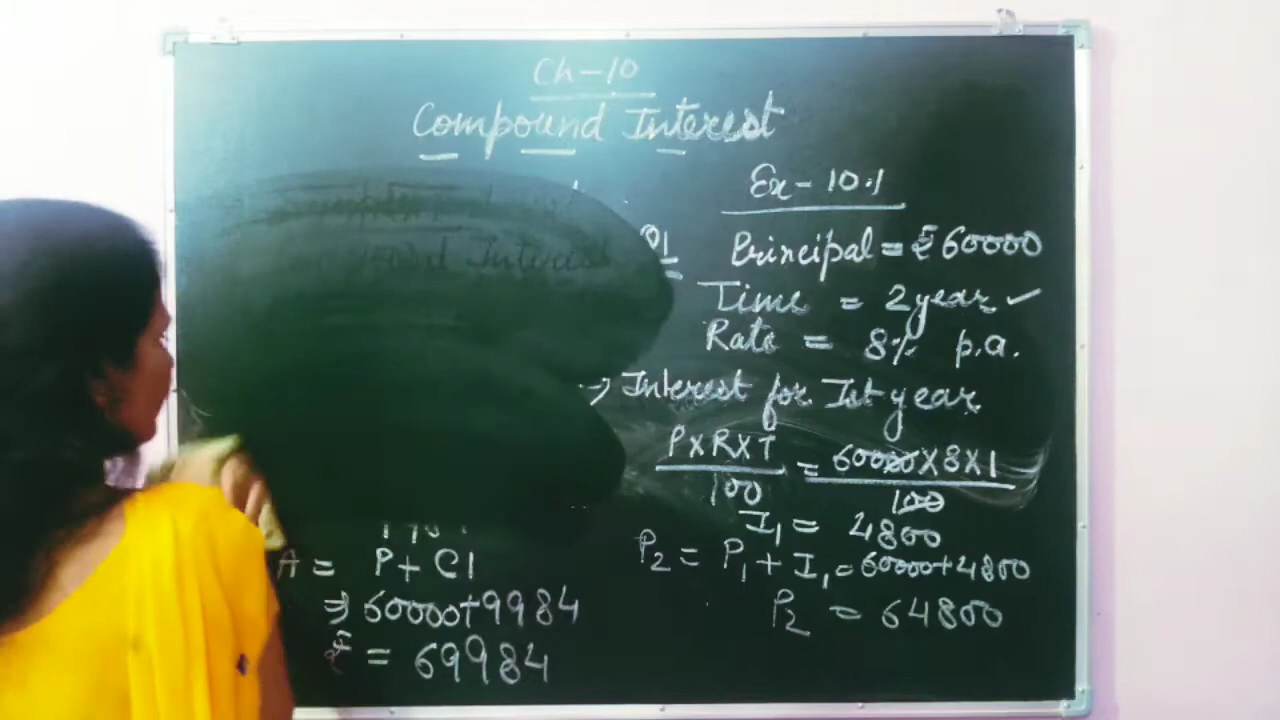 Ch-10
Compound Interest
Ex-10.1
Q1 Principal = ₹60000
Time = 2 year ✓
Rate = 8% p.a.
→ Interest for Ist year
P×R×T/100 = 60000×8×1/100
I₁ = 4800
P₂ = P₁ + I₁ = 60000+4800
P₂ = 64800
A = P+CI
⇒ 60000+9984
₹ = 69984